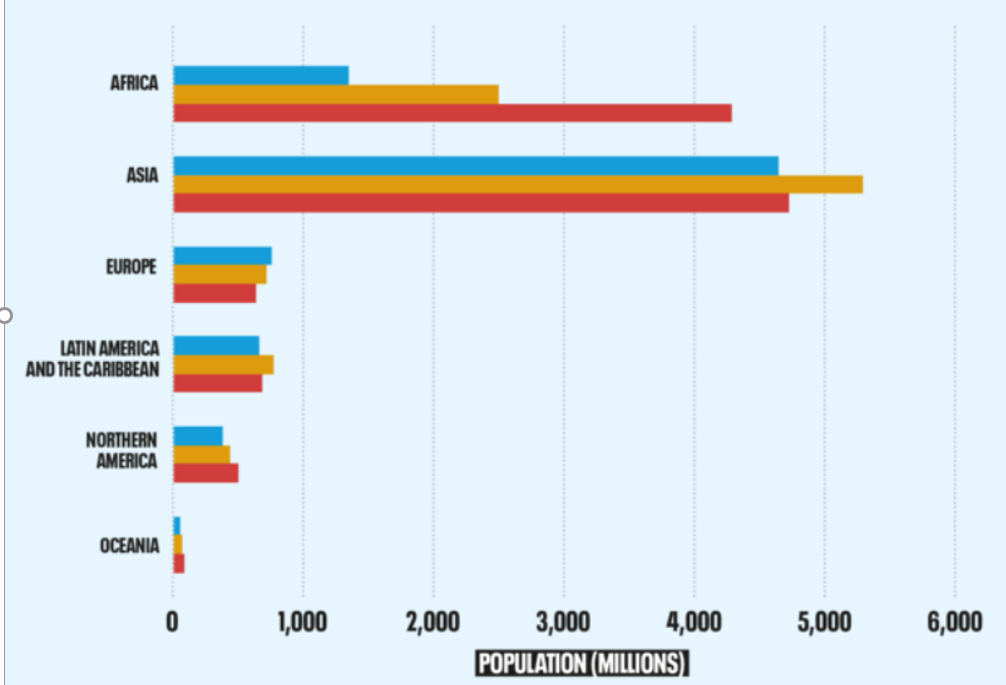 AFRICA
ASIA
EUROPE
LATIN AMERICA
AND THE CARIBBEAN
NORTHERN
AMERICA
OCEANIA
0 1,000 2,000 3,000 4,000 5,000 6,000
POPULATION (MILLIONS)